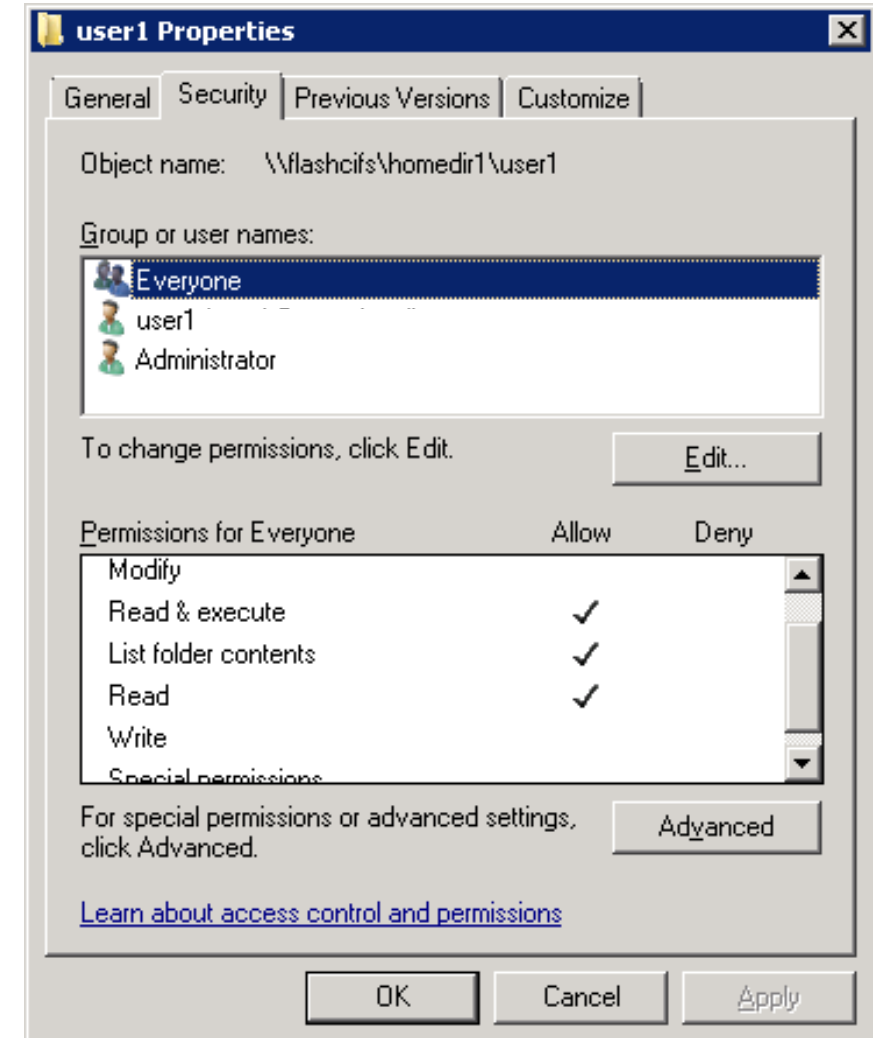 user1 Properties
General Security Previous Versions Customize
Object name: \\flashcifs\homedir1\user1
Group or user names:
Everyone
user1
Administrator
To change permissions, click Edit.
Edit...
Permissions for Everyone Allow Deny
Modify
Read & execute
List folder contents
Read
Write
Special permissions
For special permissions or advanced settings,
click Advanced.
Advanced
Learn about access control and permissions
OK Cancel Apply